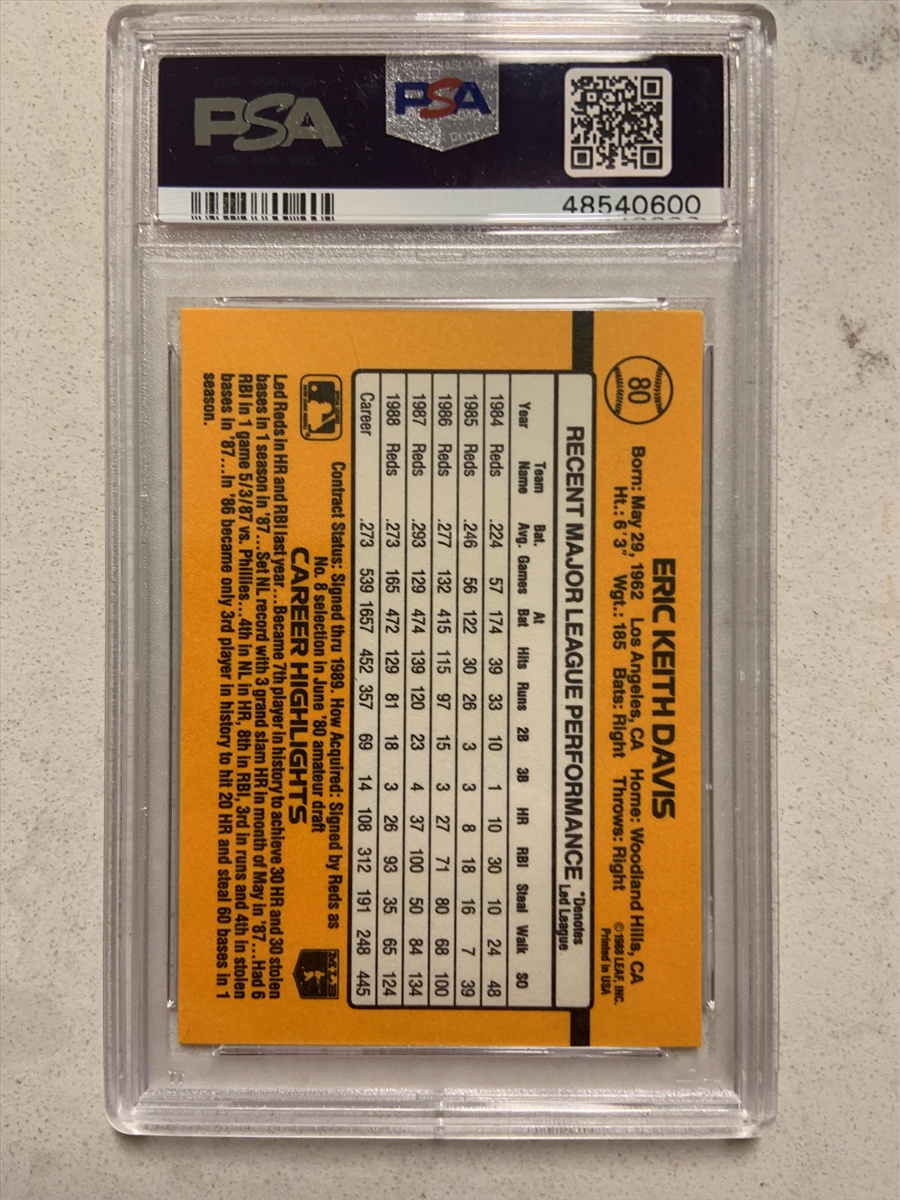 PSA
PSA
48540600
80
ERIC KEITH DAVIS
Born: May 29, 1962 Los Angeles, CA Home: Woodland Hills, CA
Ht.: 6'3" Wgt.: 185 Bats: Right Throws: Right
©1988 LEAF, INC.
Printed in USA
RECENT MAJOR LEAGUE PERFORMANCE
*Denotes
Led League
Year Team Name Bat. Avg. Games At Bat Hits Runs 2B 3B HR RBI Steal Walk SO
1984 Reds .224 57 174 39 33 10 1 10 30 10 24 48
1985 Reds .246 56 122 30 26 3 3 8 18 16 7 39
1986 Reds .277 132 415 115 97 15 3 27 71 80 68 100
1987 Reds .293 129 474 139 120 23 4 37 100 50 84 134
1988 Reds .273 165 472 129 81 18 3 26 93 35 65 124
Career .273 539 1657 452 357 69 14 108 312 191 248 445
Contract Status: Signed thru 1989. How Acquired: Signed by Reds as
No. 8 selection in June '80 amateur draft
MLB
CAREER HIGHLIGHTS
Led Reds in HR and RBI last year...Became 7th player in history to achieve 30 HR and 30 stolen
bases in 1 season in '87...Set NL record with 3 grand slam HR in month of May in '87...Had 6
RBI in 1 game 5/3/87 vs. Phillies...4th in NL in HR, 8th in RBI, 3rd in runs and 4th in stolen
bases in '87...In '86 became only 3rd player in history to hit 20 HR and steal 60 bases in 1
season.